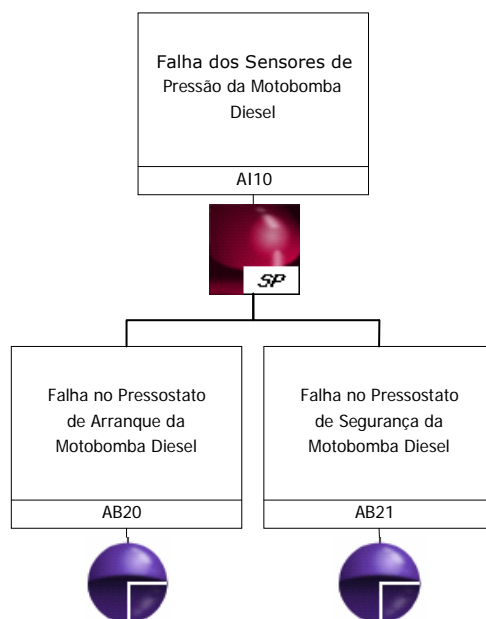 Falha dos Sensores de
Pressão da Motobomba
Diesel
AI10
SP
Falha no Pressostato
de Arranque da
Motobomba Diesel
AB20
Falha no Pressostato
de Segurança da
Motobomba Diesel
AB21